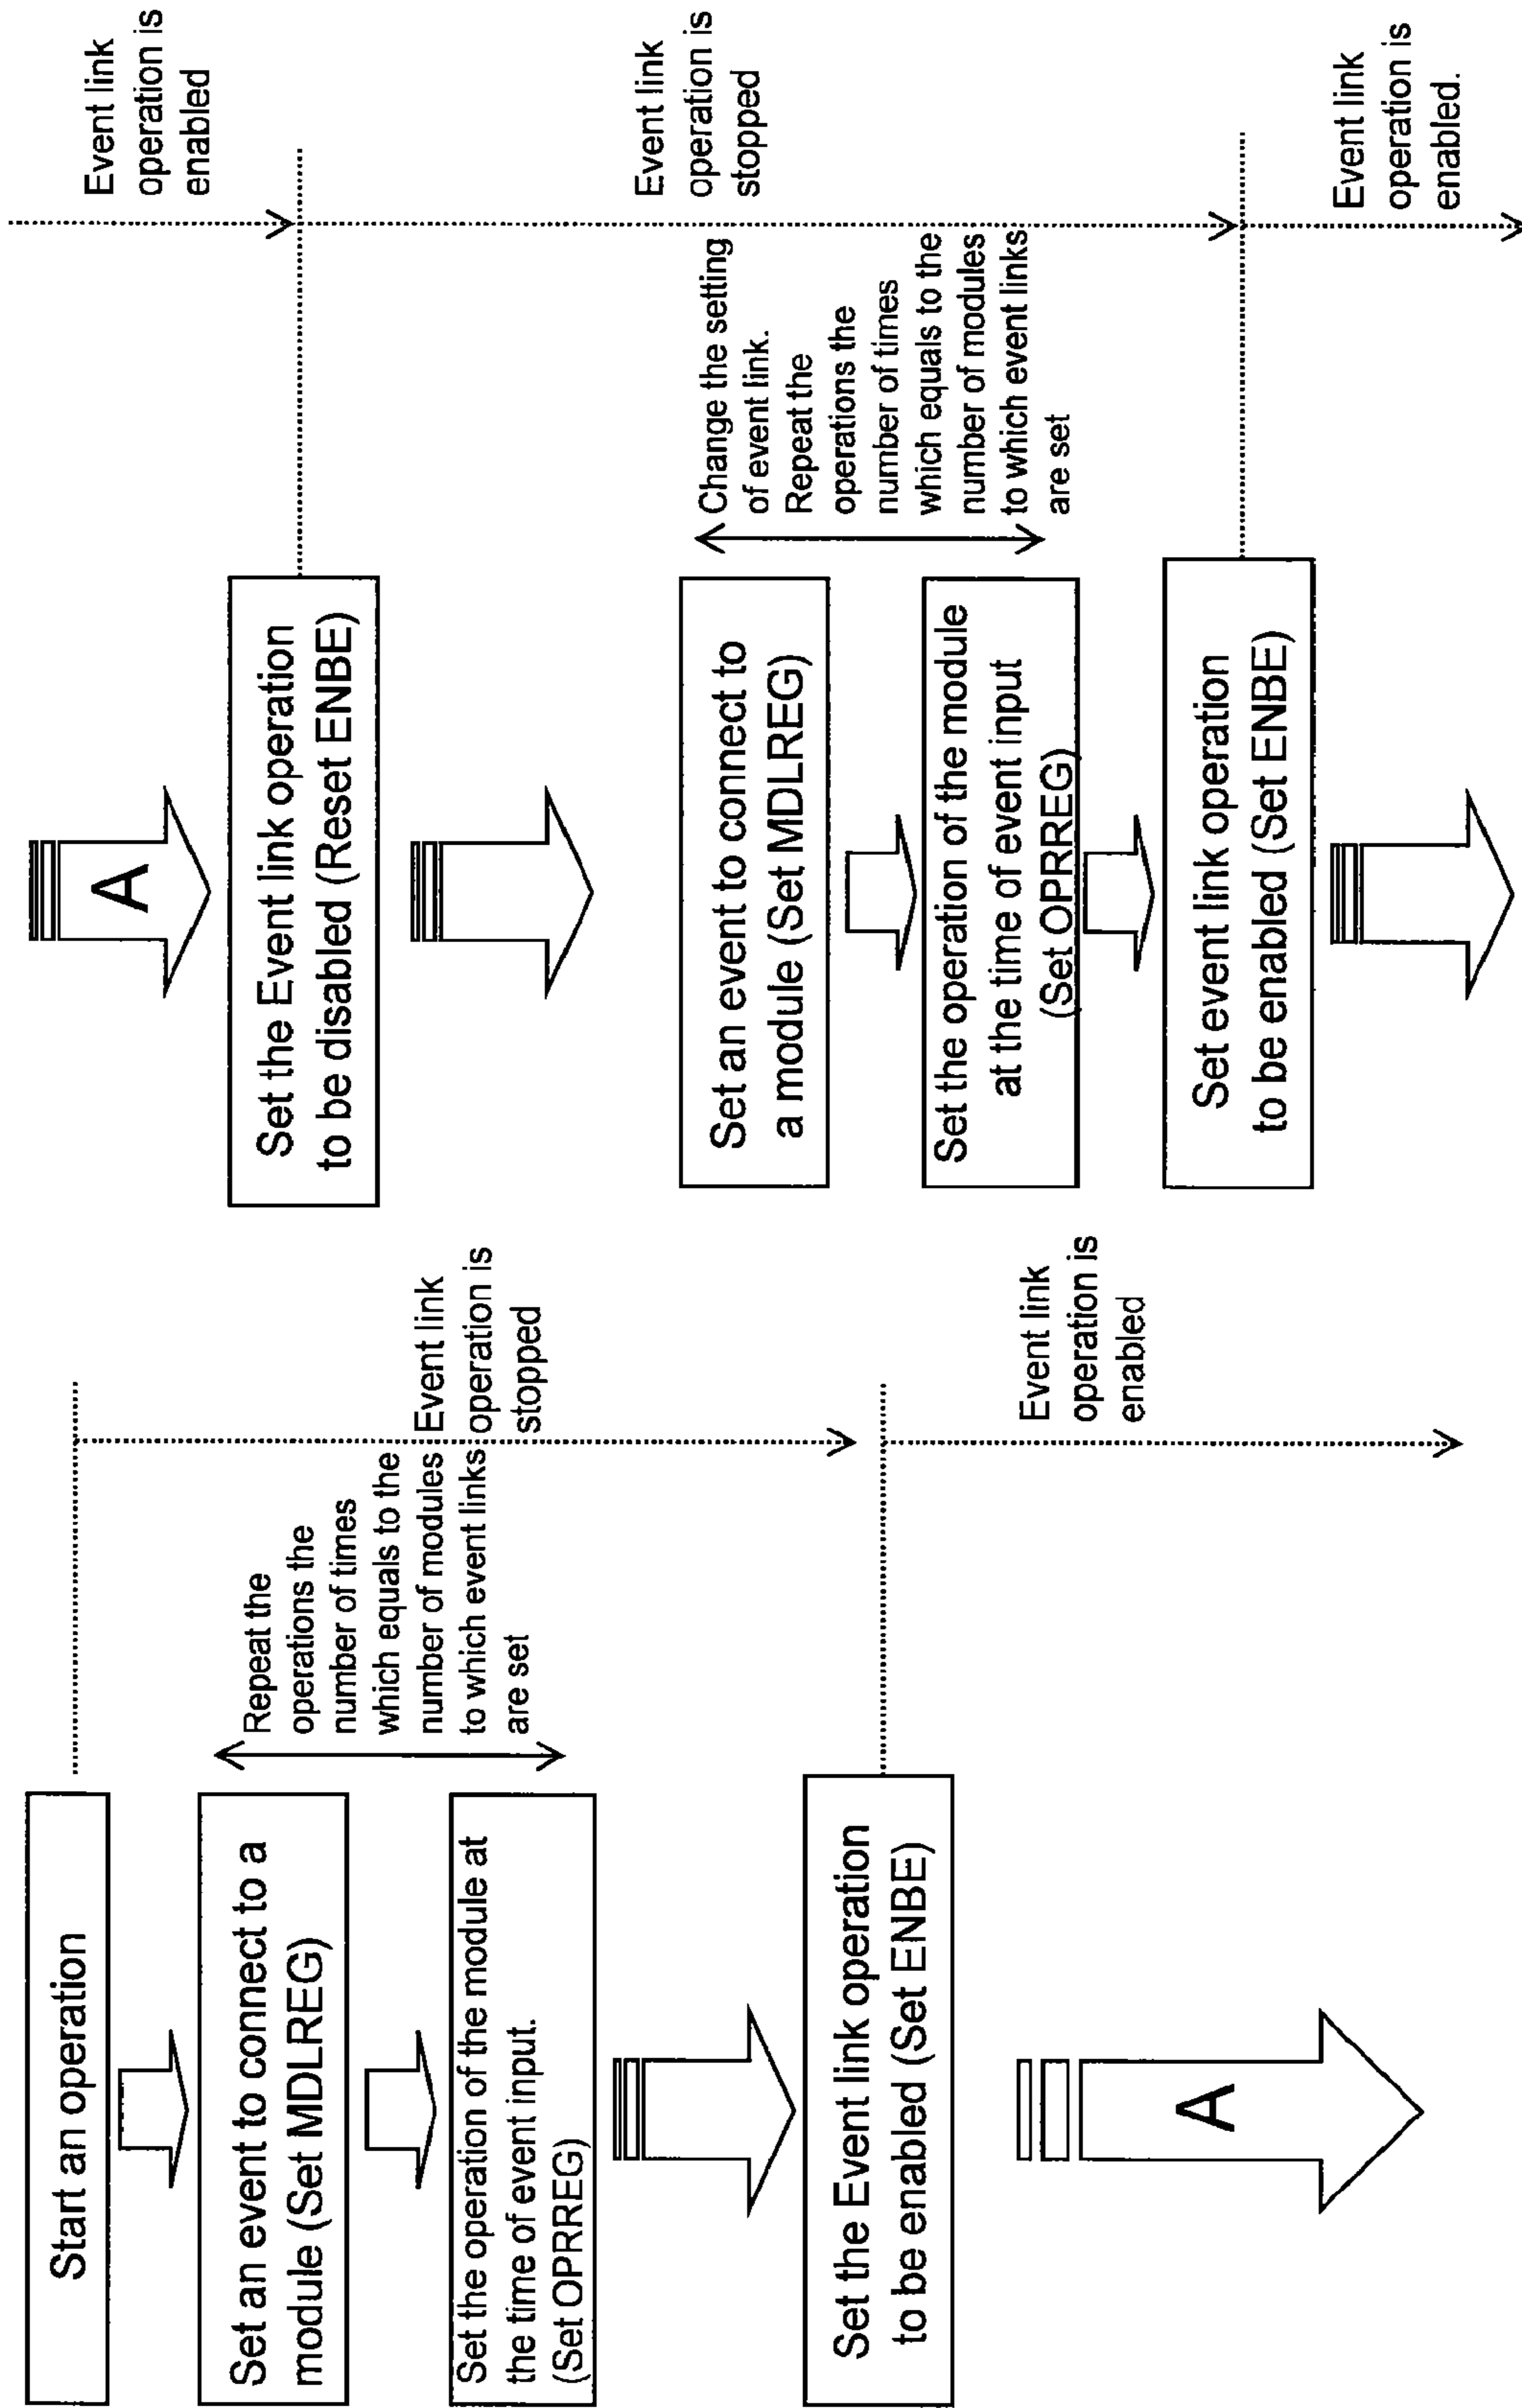 Start an operation
Set an event to connect to a
module (Set MDLREG)
Set the operation of the module at
the time of event input.
(Set OPRREG)
Repeat the
operations the
number of times
which equals to the
number of modules
to which event links
are set
Event link
operation is
stopped
Set the Event link operation
to be enabled (Set ENBE)
Event link
operation is
enabled
A
A
Event link
operation is
enabled
Set the Event link operation
to be disabled (Reset ENBE)
Event link
operation is
stopped
Set an event to connect to
a module (Set MDLREG)
Set the operation of the module
at the time of event input
(Set OPRREG)
Change the setting
of event link.
Repeat the
operations the
number of times
which equals to the
number of modules
to which event links
are set
Set event link operation
to be enabled (Set ENBE)
Event link
operation is
enabled.